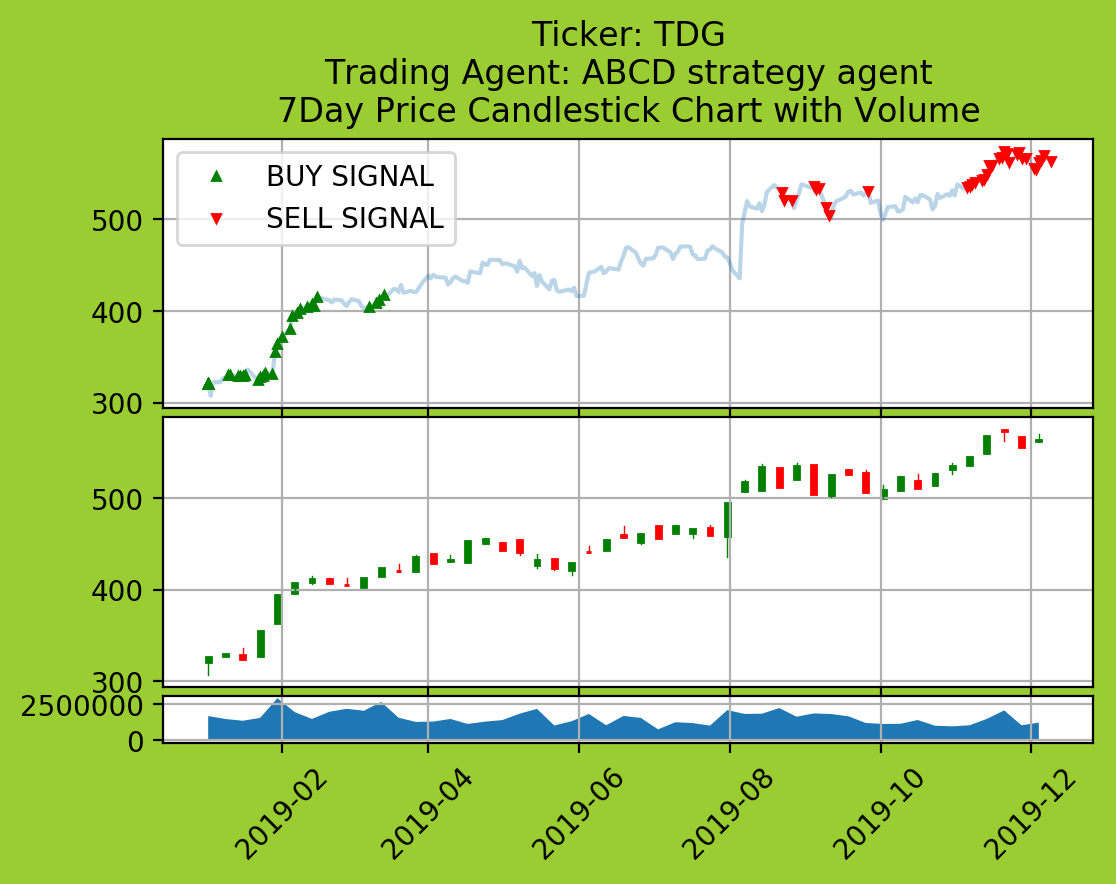 Ticker: TDG
Trading Agent: ABCD strategy agent
7Day Price Candlestick Chart with Volume
BUY SIGNAL
SELL SIGNAL
500
400
300
500
400
300
2500000
0
2019-02
2019-04
2019-06
2019-08
2019-10
2019-12